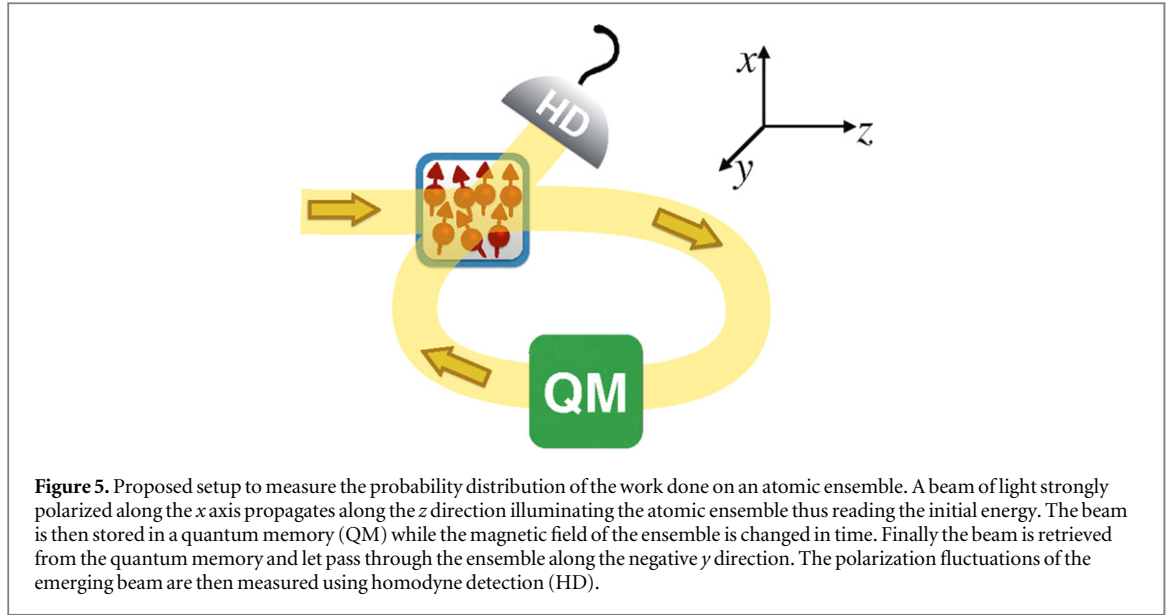 HD
x
z
y
QM
Figure 5. Proposed setup to measure the probability distribution of the work done on an atomic ensemble. A beam of light strongly
polarized along the x axis propagates along the z direction illuminating the atomic ensemble thus reading the initial energy. The beam
is then stored in a quantum memory (QM) while the magnetic field of the ensemble is changed in time. Finally the beam is retrieved
from the quantum memory and let pass through the ensemble along the negative y direction. The polarization fluctuations of the
emerging beam are then measured using homodyne detection (HD).